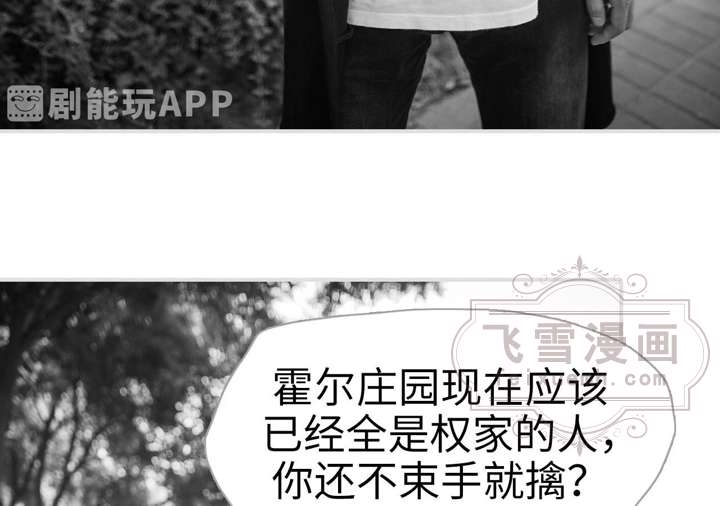 剧能玩APP
飞雪漫画
霍尔庄园现在应该
已经全是权家的人，
你还不束手就擒？